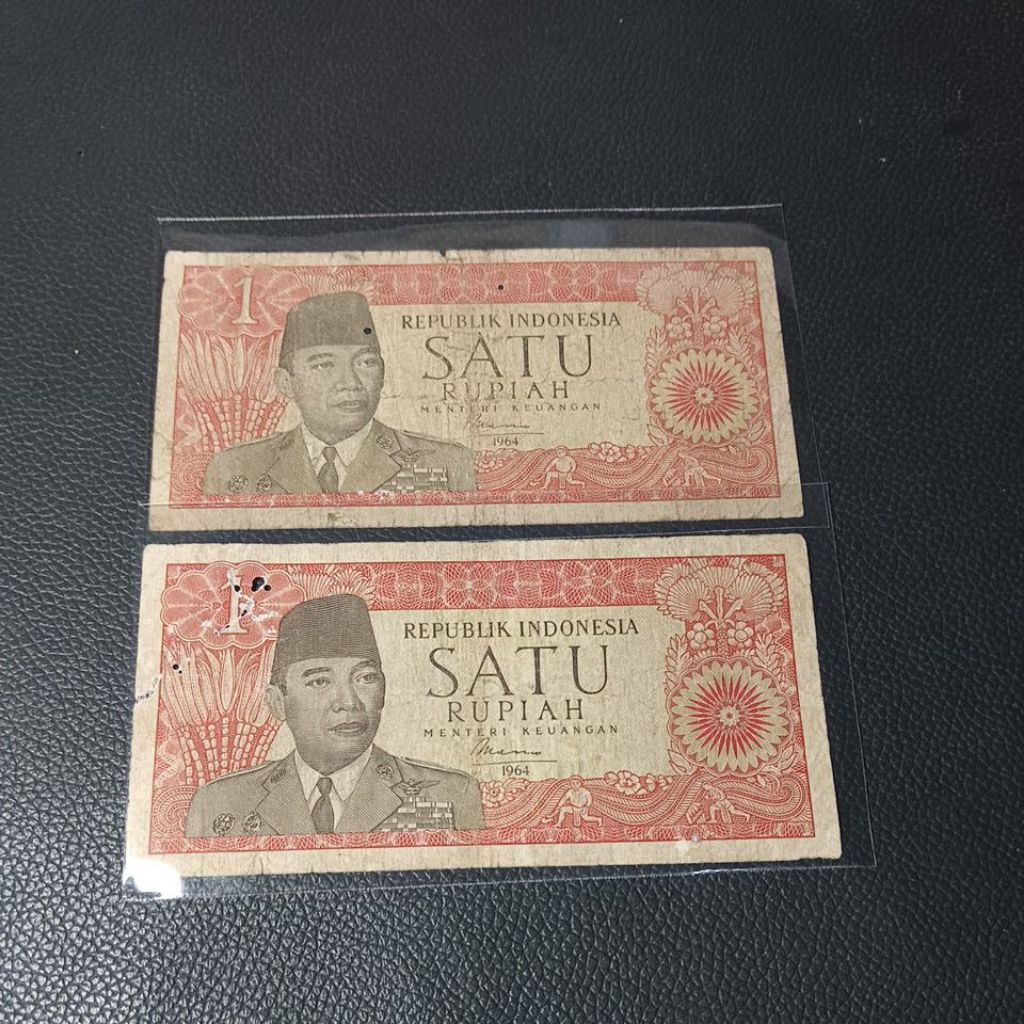 1
REPUBLIK INDONESIA
SATU
RUPIAH
MENTERI KEUANGAN
1964
1
REPUBLIK INDONESIA
SATU
RUPIAH
MENTERI KEUANGAN
1964